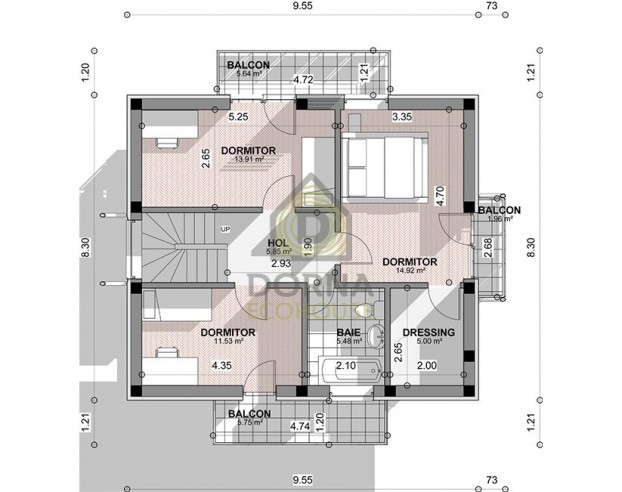 9.55 73
BALCON
5.64 m²
4.72
1.21
1.20 1.21
5.25 3.35
2.65
DORMITOR
13.91 m²
4.70
BALCON
1.96 m²
UP
HOL
5.85 m²
1.90
2.93
DORMITOR
14.92 m²
2.68
8.30 8.30
DORNA
ECOHOUSE
DORMITOR
11.53 m²
BAIE
5.48 m²
DRESSING
5.00 m²
2.65
4.35 2.10 2.00
BALCON
5.75 m²
4.74
1.20
1.21 1.21
9.55 73